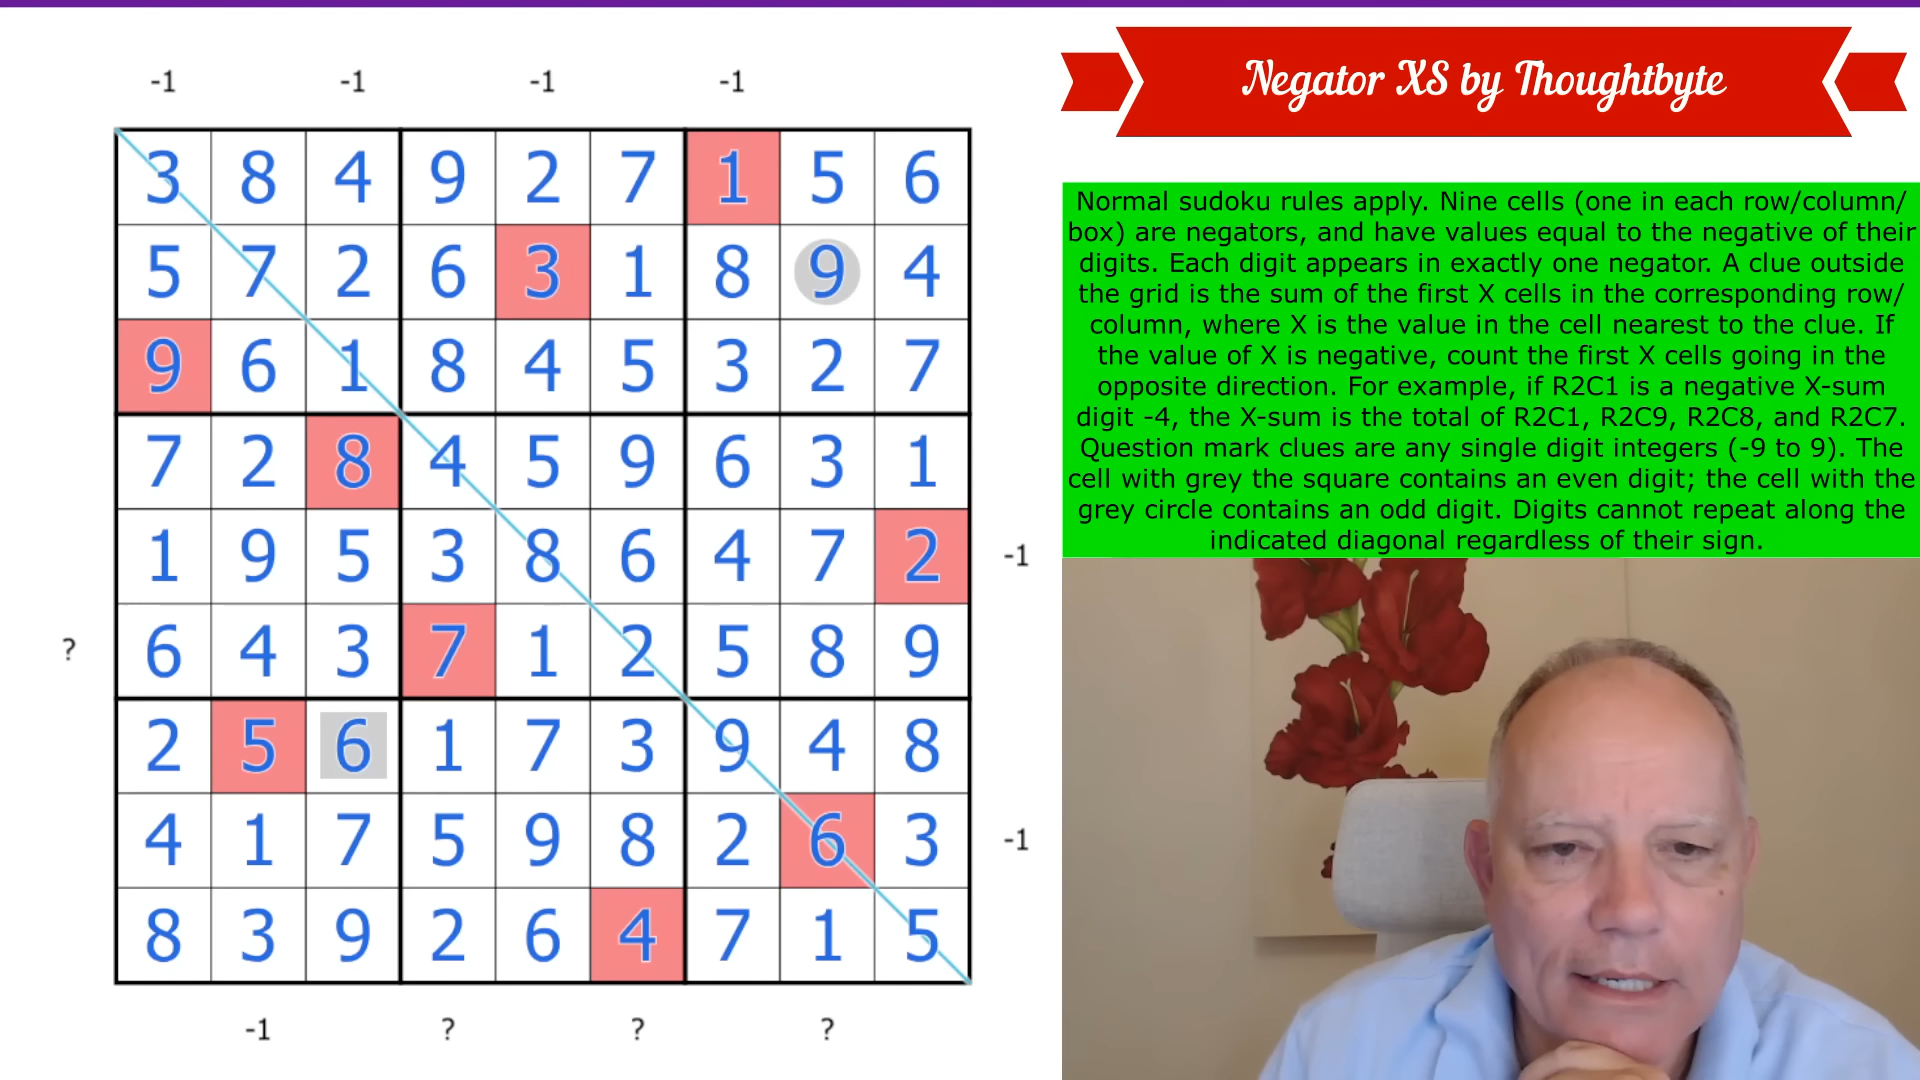 Negator XS by Thoughtbyte
-1 -1 -1 -1
3 8 4 9 2 7 1 5 6
5 7 2 6 3 1 8 9 4
9 6 1 8 4 5 3 2 7
7 2 8 4 5 9 6 3 1
1 9 5 3 8 6 4 7 2 -1
? 6 4 3 7 1 2 5 8 9
2 5 6 1 7 3 9 4 8
4 1 7 5 9 8 2 6 3 -1
8 3 9 2 6 4 7 1 5
-1 ? ? ?
Normal sudoku rules apply. Nine cells (one in each row/column/
box) are negators, and have values equal to the negative of their
digits. Each digit appears in exactly one negator. A clue outside
the grid is the sum of the first X cells in the corresponding row/
column, where X is the value in the cell nearest to the clue. If
the value of X is negative, count the first X cells going in the
opposite direction. For example, if R2C1 is a negative X-sum
digit -4, the X-sum is the total of R2C1, R2C9, R2C8, and R2C7.
Question mark clues are any single digit integers (-9 to 9). The
cell with grey the square contains an even digit; the cell with the
grey circle contains an odd digit. Digits cannot repeat along the
indicated diagonal regardless of their sign.